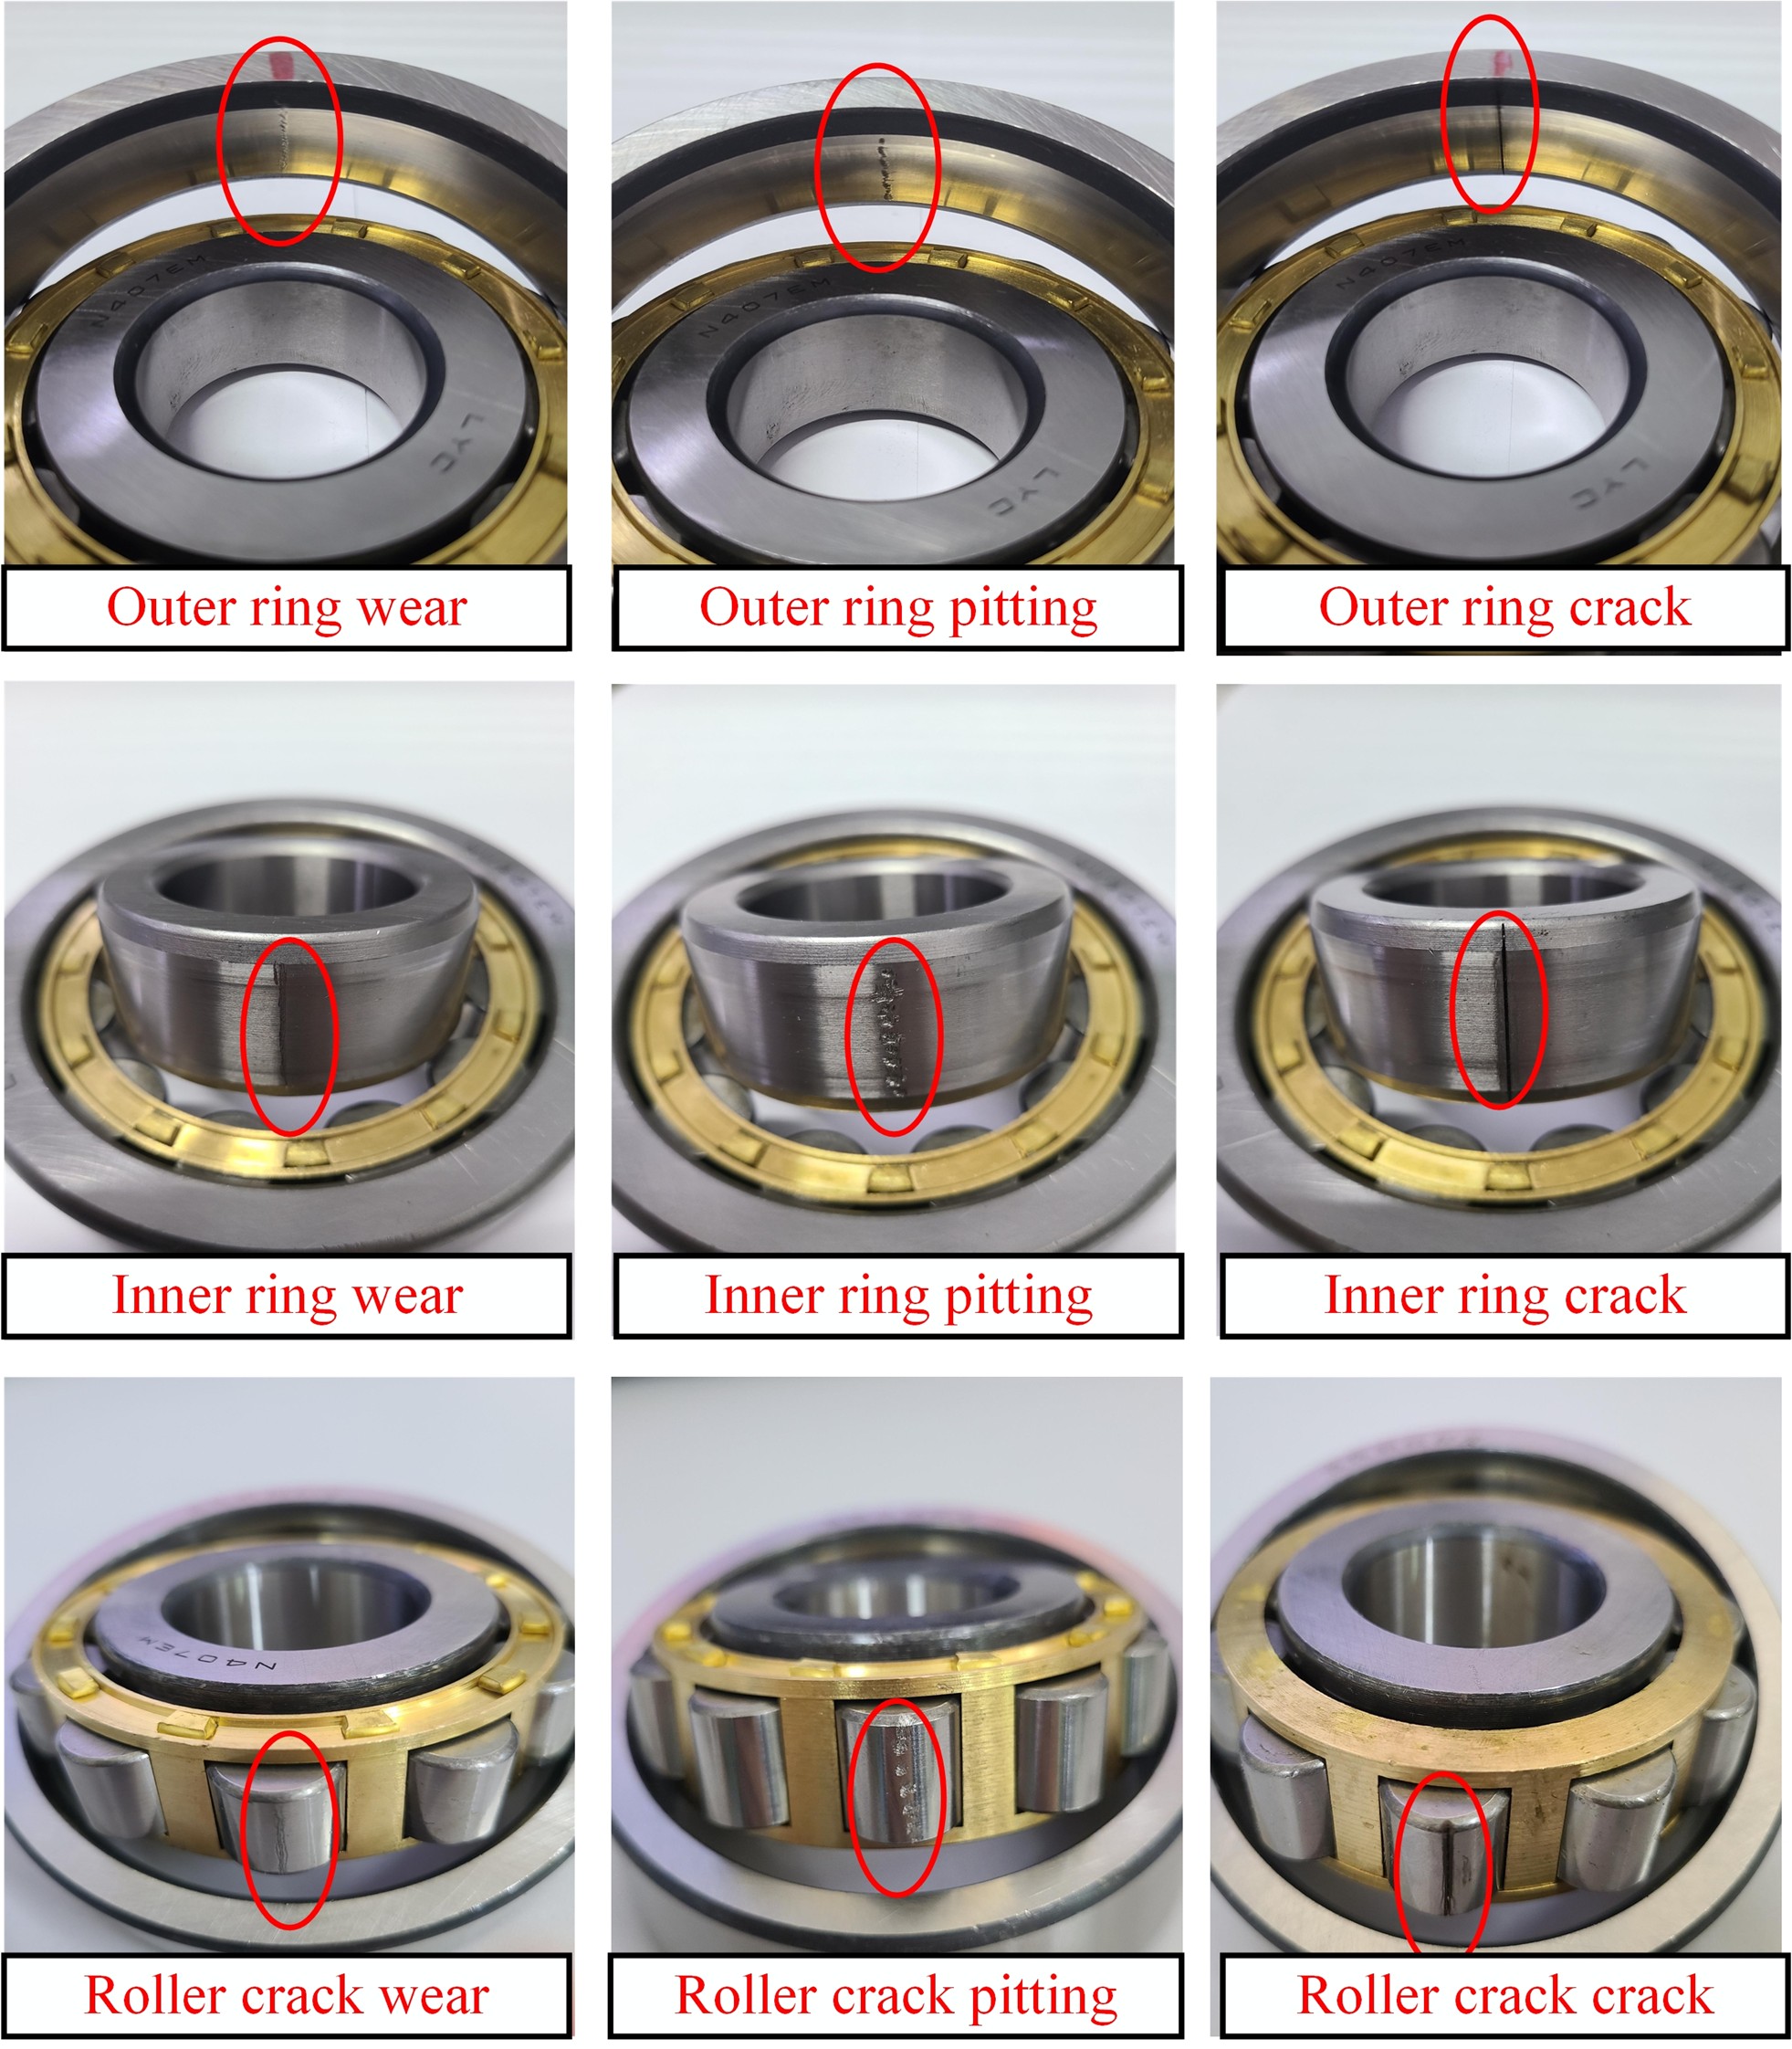 N407EM
LYC
N407EM
LYC
N407EM
LYC
Outer ring wear
Outer ring pitting
Outer ring crack
Inner ring wear
Inner ring pitting
Inner ring crack
N407EM
Roller crack wear
Roller crack pitting
Roller crack crack